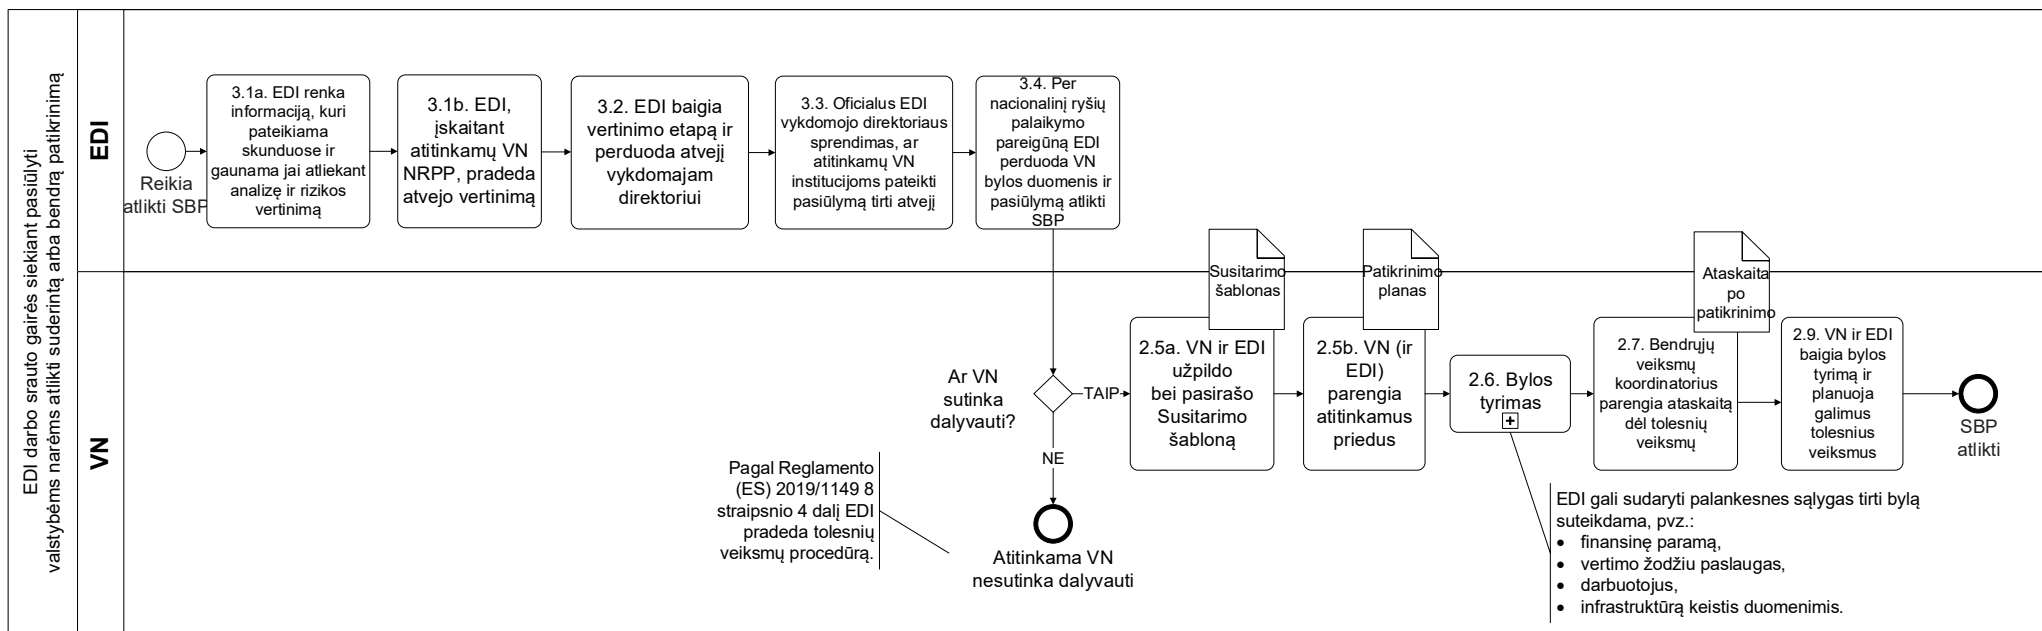 EDI darbo srauto gairės siekiant pasiūlyti
valstybėms narėms atlikti suderintą arba bendrą patikrinimą
EDI
Reikia
atlikti SBP
3.1a. EDI renka
informaciją, kuri
pateikiama
skunduose ir
gaunama jai atliekant
analizę ir rizikos
vertinimą
3.1b. EDI,
įskaitant
atitinkamų VN
NRPP, pradeda
atvejo vertinimą
3.2. EDI baigia
vertinimo etapą ir
perduoda atvejį
vykdomajam
direktoriui
3.3. Oficialus EDI
vykdomojo direktoriaus
sprendimas, ar
atitinkamų VN
institucijoms pateikti
pasiūlymą tirti atvejį
3.4. Per
nacionalinį ryšių
palaikymo
pareigūną EDI
perduoda VN
bylos duomenis ir
pasiūlymą atlikti
SBP
VN
Ar VN
sutinka
dalyvauti?
TAIP
NE
Pagal Reglamento
(ES) 2019/1149 8
straipsnio 4 dalį EDI
pradeda tolesnių
veiksmų procedūrą.
Atitinkama VN
nesutinka dalyvauti
Susitarimo
šablonas
2.5a. VN ir EDI
užpildo
bei pasirašo
Susitarimo
šabloną
Patikrinimo
planas
2.5b. VN (ir
EDI)
parengia
atitinkamus
priedus
2.6. Bylos
tyrimas
EDI gali sudaryti palankesnes sąlygas tirti bylą
suteikdama, pvz.:
• finansinę paramą,
• vertimo žodžiu paslaugas,
• darbuotojus,
• infrastruktūrą keistis duomenimis.
Ataskaita
po
patikrinimo
2.7. Bendrųjų
veiksmų
koordinatorius
parengia ataskaitą
dėl tolesnių
veiksmų
2.9. VN ir EDI
baigia bylos
tyrimą ir
planuoja
galimus
tolesnius
veiksmus
SBP
atlikti